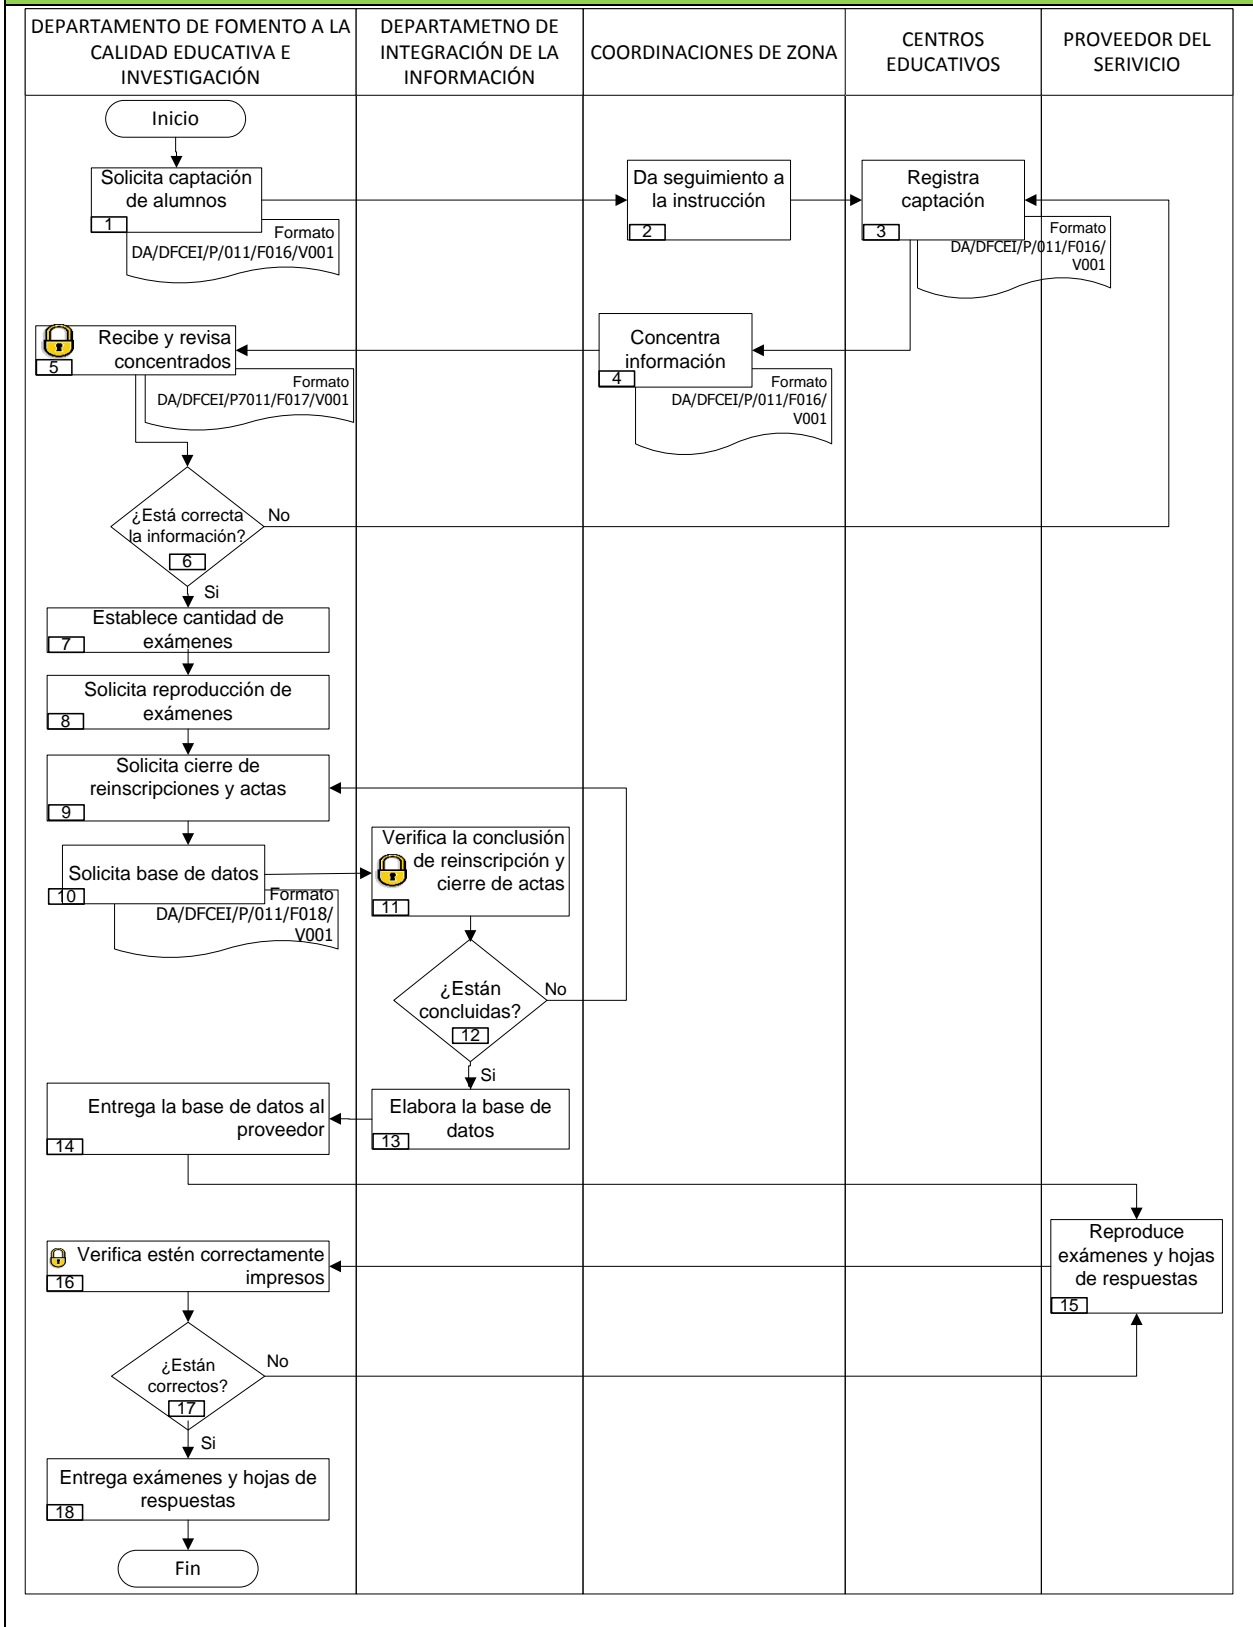 DEPARTAMENTO DE FOMENTO A LA
CALIDAD EDUCATIVA E
INVESTIGACIÓN
DEPARTAMETNO DE
INTEGRACIÓN DE LA
INFORMACIÓN
COORDINACIONES DE ZONA
CENTROS
EDUCATIVOS
PROVEEDOR DEL
SERIVICIO
Inicio
Solicita captación
de alumnos
1
Formato
DA/DFCEI/P/011/F016/V001
Da seguimiento a
la instrucción
2
Registra
captación
3
Formato
DA/DFCEI/P/011/F016/
V001
Recibe y revisa
concentrados
5
Formato
DA/DFCEI/P7011/F017/V001
Concentra
información
4
Formato
DA/DFCEI/P/011/F016/
V001
¿Está correcta
la información?
6
No
Si
Establece cantidad de
exámenes
7
Solicita reproducción de
exámenes
8
Solicita cierre de
reinscripciones y actas
9
Solicita base de datos
10
Formato
DA/DFCEI/P/011/F018/
V001
Verifica la conclusión
de reinscripción y
cierre de actas
11
¿Están
concluidas?
12
No
Si
Entrega la base de datos al
proveedor
14
Elabora la base de
datos
13
Reproduce
exámenes y hojas
de respuestas
15
Verifica estén correctamente
impresos
16
¿Están
correctos?
17
No
Si
Entrega exámenes y hojas de
respuestas
18
Fin